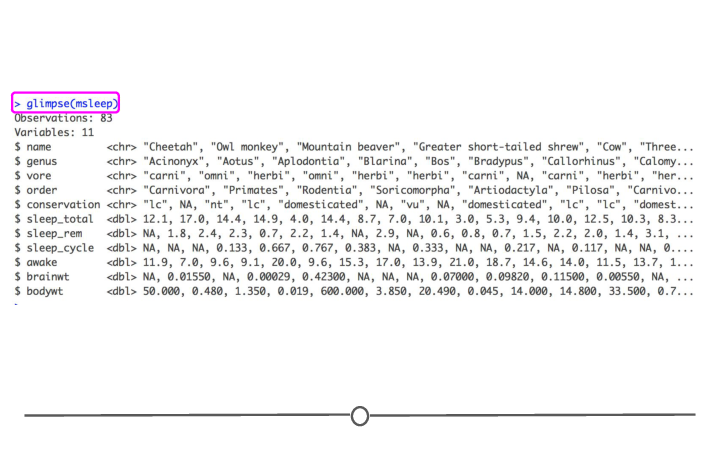 > glimpse(msleep)
Observations: 83
Variables: 11
$ name <chr> "Cheetah", "Owl monkey", "Mountain beaver", "Greater short-tailed shrew", "Cow", "Three...
$ genus <chr> "Acinonyx", "Aotus", "Aplodontia", "Blarina", "Bos", "Bradypus", "Callorhinus", "Calomy...
$ vore <chr> "carni", "omni", "herbi", "omni", "herbi", "herbi", "carni", NA, "carni", "herbi", "her...
$ order <chr> "Carnivora", "Primates", "Rodentia", "Soricomorpha", "Artiodactyla", "Pilosa", "Carnivo...
$ conservation <chr> "lc", NA, "nt", "lc", "domesticated", NA, "vu", NA, "domesticated", "lc", "lc", "domest...
$ sleep_total <dbl> 12.1, 17.0, 14.4, 14.9, 4.0, 14.4, 8.7, 7.0, 10.1, 3.0, 5.3, 9.4, 10.0, 12.5, 10.3, 8.3...
$ sleep_rem <dbl> NA, 1.8, 2.4, 2.3, 0.7, 2.2, 1.4, NA, 2.9, NA, 0.6, 0.8, 0.7, 1.5, 2.2, 2.0, 1.4, 3.1, ...
$ sleep_cycle <dbl> NA, NA, NA, 0.133, 0.667, 0.767, 0.383, NA, 0.333, NA, NA, 0.217, NA, 0.117, NA, NA, 0....
$ awake <dbl> 11.9, 7.0, 9.6, 9.1, 20.0, 9.6, 15.3, 17.0, 13.9, 21.0, 18.7, 14.6, 14.0, 11.5, 13.7, 1...
$ brainwt <dbl> NA, 0.01550, NA, 0.00029, 0.42300, NA, NA, NA, 0.07000, 0.09820, 0.11500, 0.00550, NA, ...
$ bodywt <dbl> 50.000, 0.480, 1.350, 0.019, 600.000, 3.850, 20.490, 0.045, 14.000, 14.800, 33.500, 0.7...